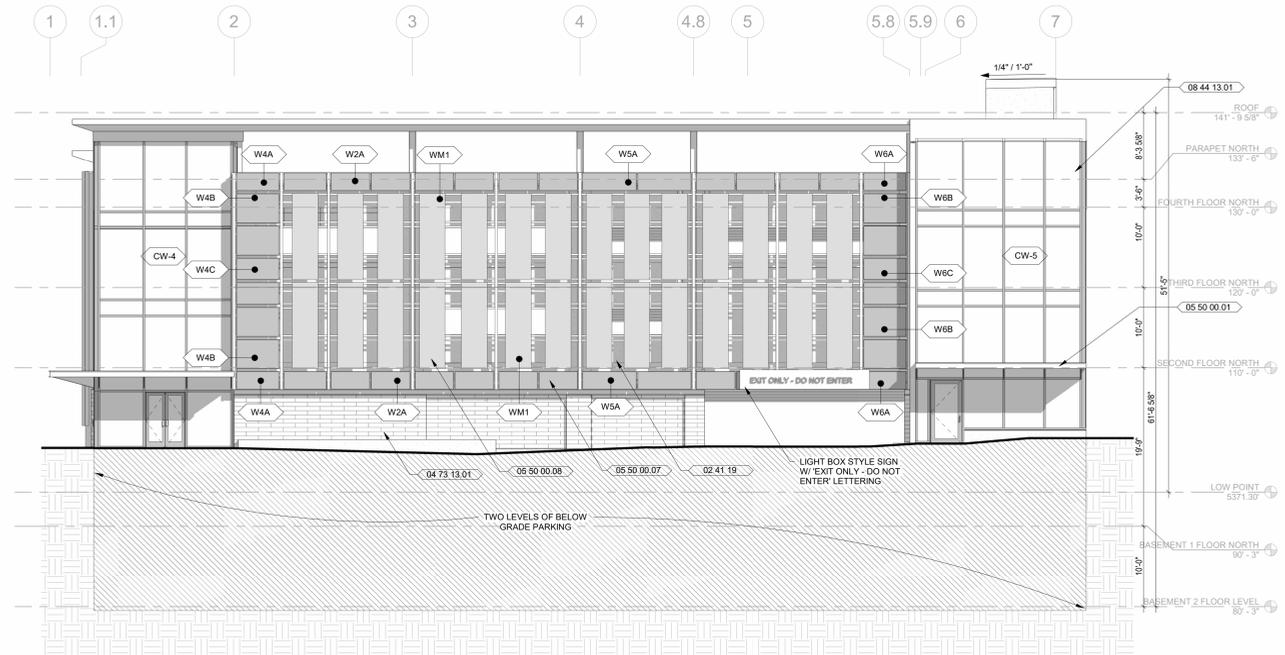 1
1.1
2
3
4
4.8
5
5.8
5.9
6
7
1/4" / 1'-0"
08 44 13.01
ROOF
141' - 9 5/8"
8'-3 5/8"
PARAPET NORTH
133' - 6"
W4A
W2A
WM1
W5A
W6A
W4B
W6B
3'-6"
FOURTH FLOOR NORTH
130' - 0"
10'-0"
CW-4
CW-5
W4C
W6C
THIRD FLOOR NORTH
120' - 0"
51'-5"
05 50 00.01
W6B
10'-0"
W4B
SECOND FLOOR NORTH
110' - 0"
EXIT ONLY - DO NOT ENTER
W4A
W2A
WM1
W5A
W6A
61'-6 5/8"
19'-9"
04 73 13.01
05 50 00.08
05 50 00.07
02 41 19
LIGHT BOX STYLE SIGN
W/ 'EXIT ONLY - DO NOT
ENTER' LETTERING
LOW POINT
5371.30'
TWO LEVELS OF BELOW
GRADE PARKING
BASEMENT 1 FLOOR NORTH
90' - 3"
10'-0"
BASEMENT 2 FLOOR LEVEL
80' - 3"